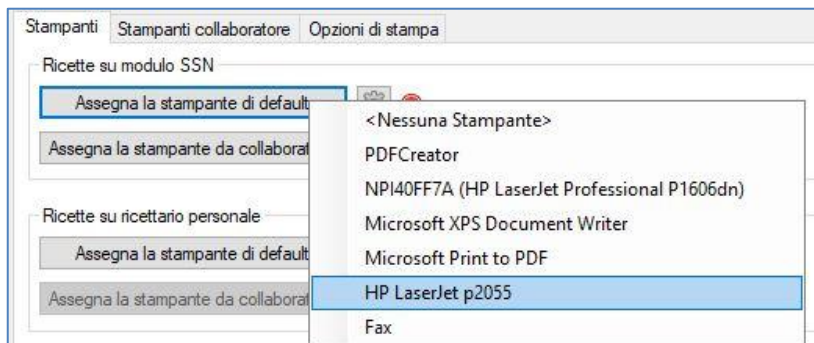 Stampanti Stampanti collaboratore Opzioni di stampa
Ricette su modulo SSN
Assegna la stampante di default
Assegna la stampante da
Ricette su ricettario personale
Assegna la stampante di default
Assegna la stampante da
<Nessuna Stampante>
PDFCreator
NPI40FF7A (HP LaserJet Professional P1606dn)
Microsoft XPS Document Writer
Microsoft Print to PDF
HP LaserJet p2055
Fax